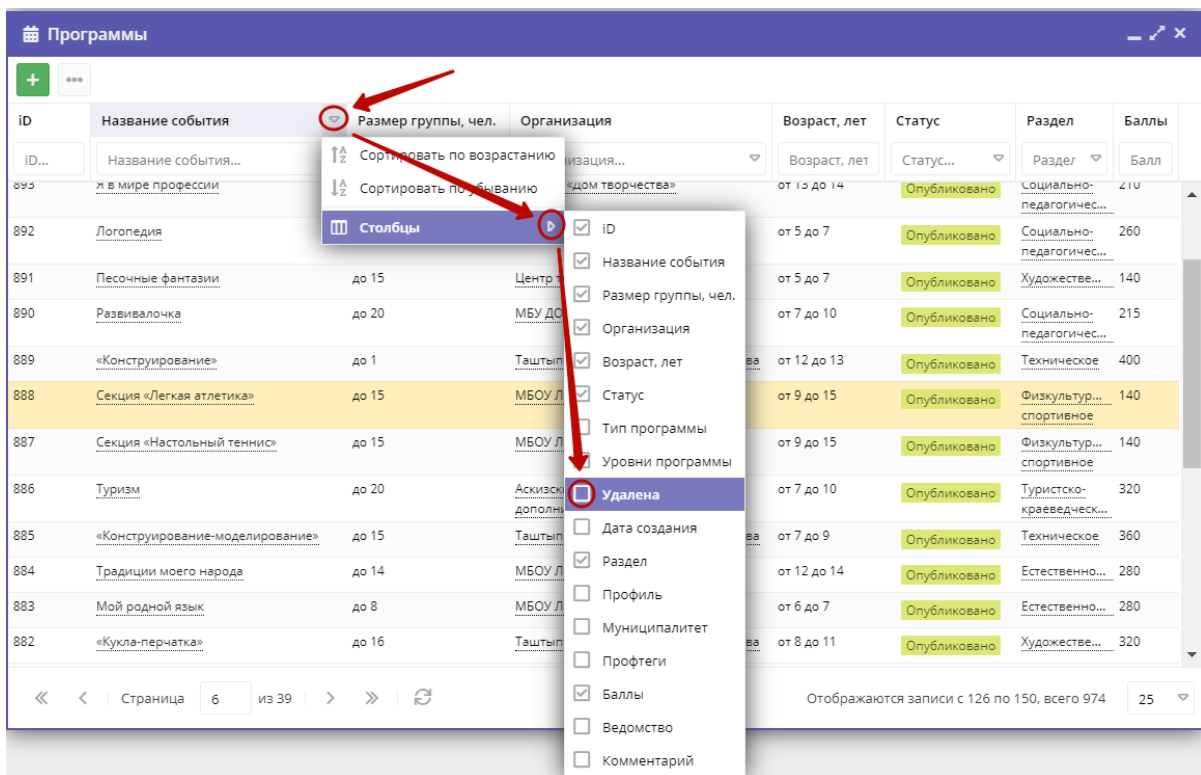 Программы
+ •••
iD Название события Размер группы, чел. Организация Возраст, лет Статус Раздел Баллы
iD... Название события... Возраст, лет Статус... Раздел Балл
Сортировать по возрастанию
Сортировать по убыванию
Столбцы
iD
Название события
Размер группы, чел.
Организация
Возраст, лет
Статус
Тип программы
Уровни программы
Удалена
Дата создания
Раздел
Профиль
Муниципалитет
Профтеги
Баллы
Ведомство
Комментарий
893 Я в мире профессии «Дом творчества» от 13 до 14 Опубликовано Социально- 210
педагогичес...
892 Логопедия от 5 до 7 Опубликовано Социально- 260
педагогичес...
891 Песочные фантазии до 15 Центр от 5 до 7 Опубликовано Художестве... 140
890 Развивалочка до 20 МБУ ДО от 7 до 10 Опубликовано Социально- 215
педагогичес...
889 «Конструирование» до 1 Таштып ва от 12 до 13 Опубликовано Техническое 400
888 Секция «Легкая атлетика» до 15 МБОУ Л от 9 до 15 Опубликовано Физкультур... 140
спортивное
887 Секция «Настольный теннис» до 15 МБОУ Л от 9 до 15 Опубликовано Физкультур... 140
спортивное
886 Туризм до 20 Аскизск от 7 до 10 Опубликовано Туристско- 320
дополн краеведческ...
885 «Конструирование-моделирование» до 15 Таштып ва от 7 до 9 Опубликовано Техническое 360
884 Традиции моего народа до 14 МБОУ Л от 12 до 14 Опубликовано Естественно... 280
883 Мой родной язык до 8 МБОУ Л от 6 до 7 Опубликовано Естественно... 280
882 «Кукла-перчатка» до 16 Таштып ва от 8 до 11 Опубликовано Художестве... 320
Страница 6 из 39 Отображаются записи с 126 по 150, всего 974 25